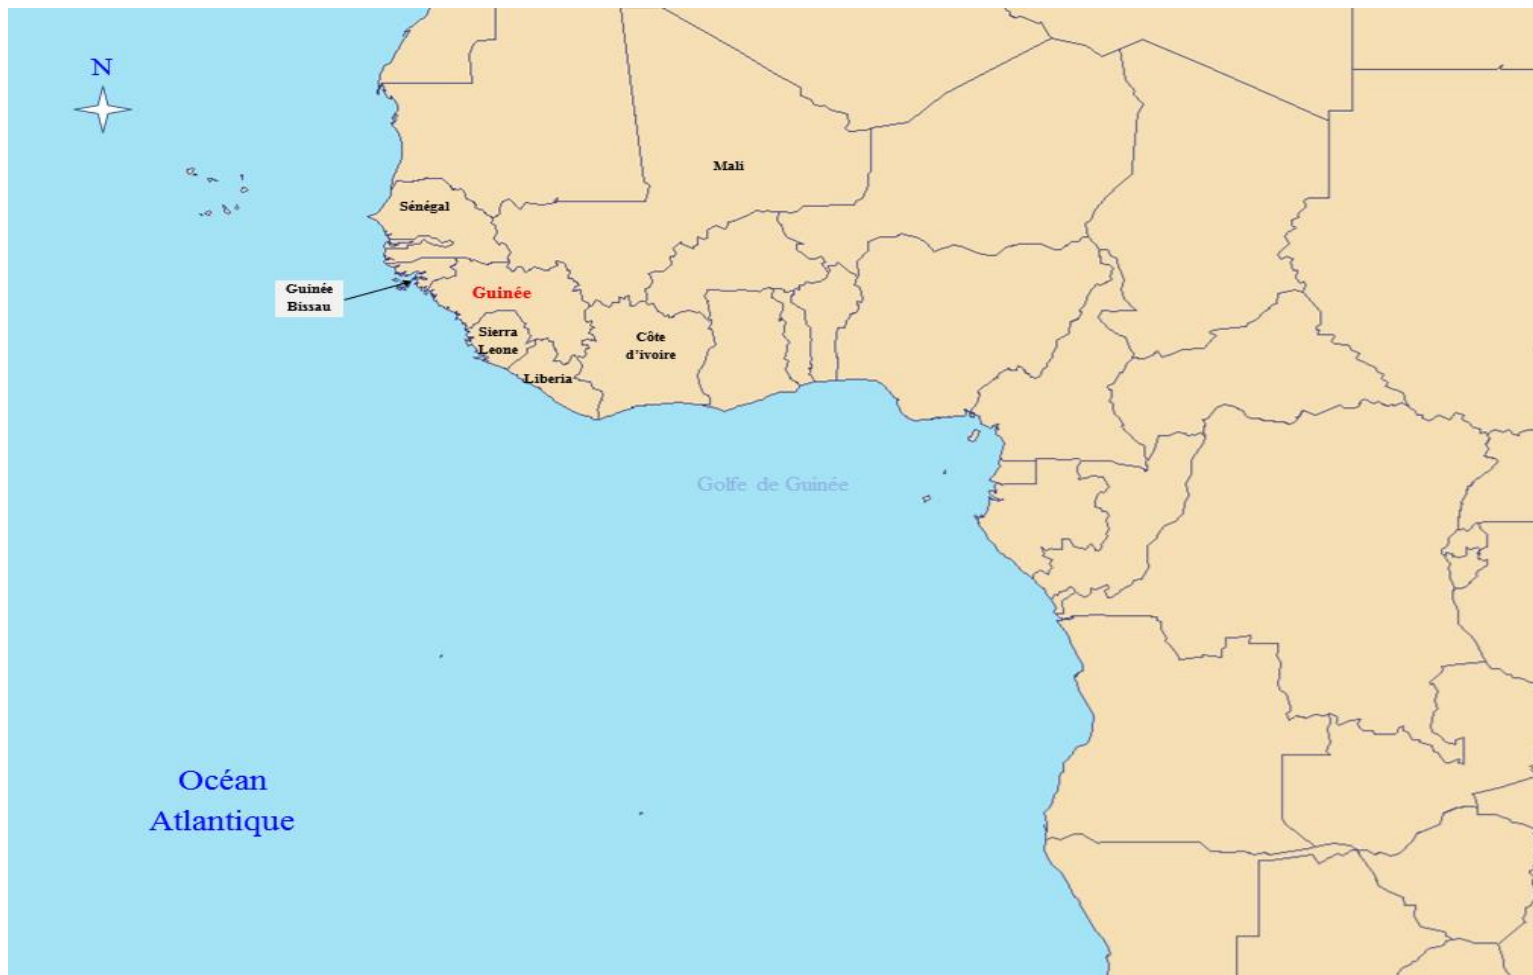 N
Mali
Sénégal
Guinée
Bissau
Guinée
Sierra
Leone
Côte
d'ivoire
Liberia
Golfe de Guinée
Océan
Atlantique